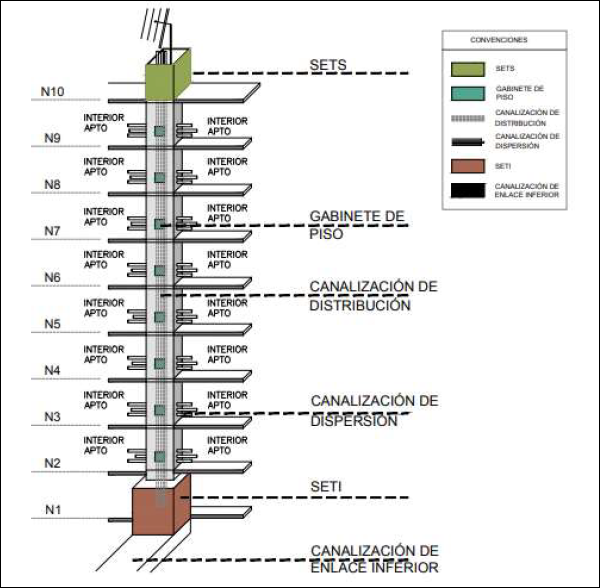 CONVENCIONES
SETS
GABINETE DE
PISO
CANALIZACIÓN DE
DISTRIBUCIÓN
CANALIZACIÓN DE
DISPERSIÓN
SETI
CANALIZACIÓN DE
ENLACE INFERIOR
SETS
N10
INTERIOR
APTO
INTERIOR
APTO
N9
INTERIOR
APTO
INTERIOR
APTO
N8
INTERIOR
APTO
INTERIOR
APTO
GABINETE DE
PISO
N7
INTERIOR
APTO
INTERIOR
APTO
N6
CANALIZACIÓN DE
DISTRIBUCIÓN
INTERIOR
APTO
INTERIOR
APTO
N5
INTERIOR
APTO
INTERIOR
APTO
N4
INTERIOR
APTO
INTERIOR
APTO
CANALIZACIÓN DE
DISPERSIÓN
N3
INTERIOR
APTO
INTERIOR
APTO
N2
SETI
N1
CANALIZACIÓN DE
ENLACE INFERIOR